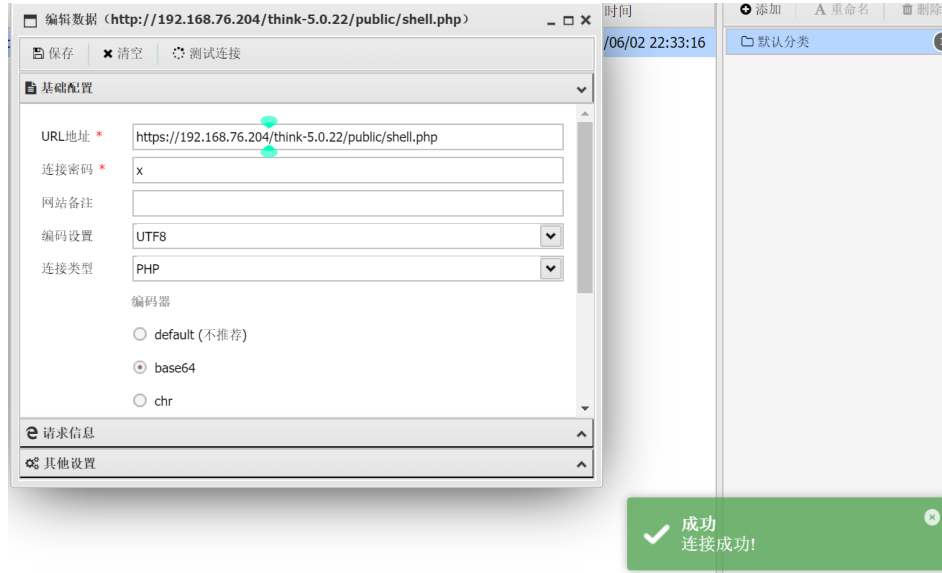 编辑数据（http://192.168.76.204/think-5.0.22/public/shell.php）
时间
添加
重命名
删除
保存
清空
测试连接
/06/02 22:33:16
默认分类
基础配置
URL地址 *
https://192.168.76.204/think-5.0.22/public/shell.php
连接密码 *
x
网站备注
编码设置
UTF8
连接类型
PHP
编码器
default (不推荐)
base64
chr
请求信息
其他设置
成功
连接成功!